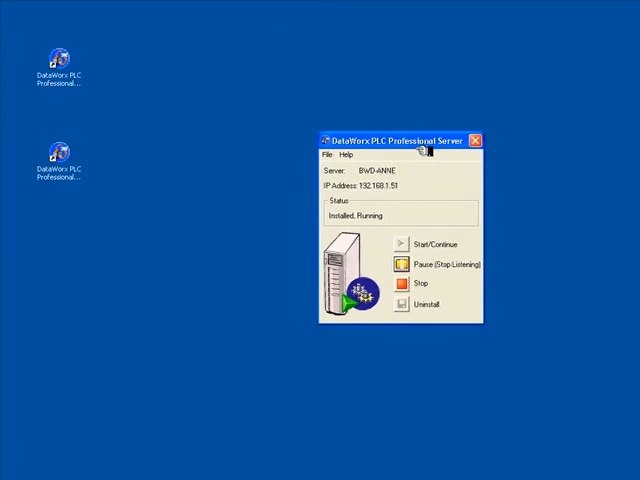 DataWorx PLC
Professional...
DataWorx PLC
Professional...
DataWorx PLC Professional Server
File Help
Server: BWD-ANNE
IP Address: 192.168.1.51
Status
Installed, Running
Start/Continue
Pause (Stop Listening)
Stop
Uninstall